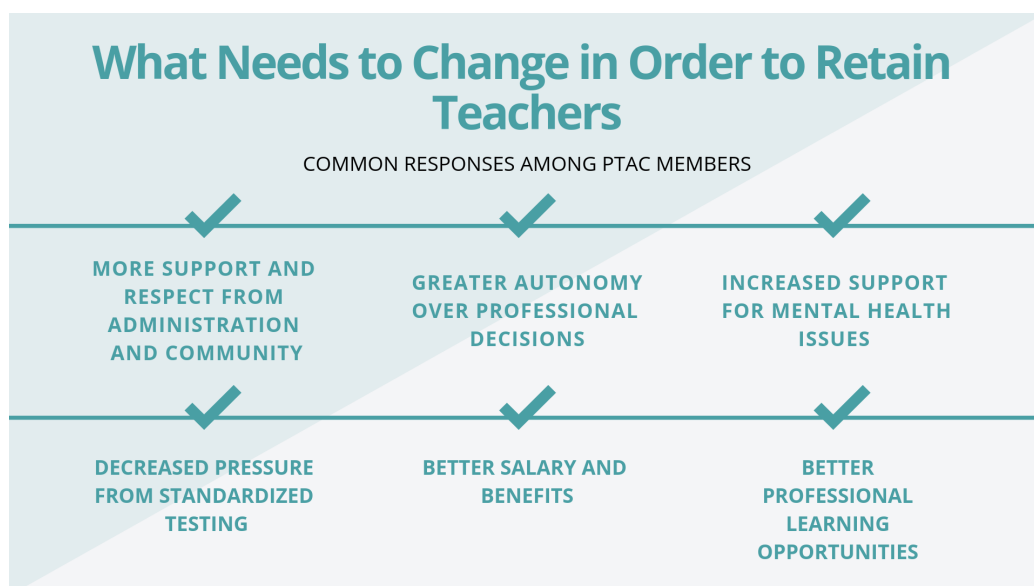 What Needs to Change in Order to Retain
Teachers
COMMON RESPONSES AMONG PTAC MEMBERS
MORE SUPPORT AND
RESPECT FROM
ADMINISTRATION
AND COMMUNITY
GREATER AUTONOMY
OVER PROFESSIONAL
DECISIONS
INCREASED SUPPORT
FOR MENTAL HEALTH
ISSUES
DECREASED PRESSURE
FROM STANDARDIZED
TESTING
BETTER SALARY AND
BENEFITS
BETTER
PROFESSIONAL
LEARNING
OPPORTUNITIES